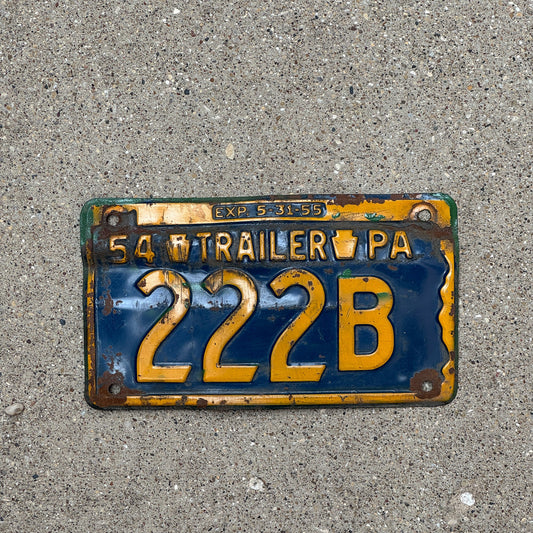 EXP. 5-31-55
54 TRAILER PA
222B